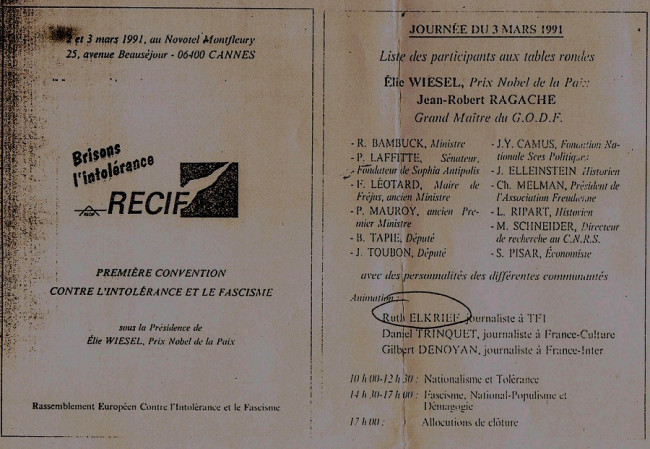 2 et 3 mars 1991, au Novotel Montfleury
25, avenue Beauséjour - 06400 CANNES
Brisons
l'intolérance
RECIF
RECIF
PREMIÈRE CONVENTION
CONTRE L'INTOLÉRANCE ET LE FASCISME
sous la Présidence de
Élie WIESEL, Prix Nobel de la Paix
Rassemblement Européen Contre l'Intolérance et le Fascisme
JOURNÉE DU 3 MARS 1991
Liste des participants aux tables rondes
Élie WIESEL, Prix Nobel de la Paix
Jean-Robert RAGACHE
Grand Maître du G.O.D.F.
- R. BAMBUCK, Ministre
- P. LAFFITTE, Sénateur,
Fondateur de Sophia Antipolis
- F. LÉOTARD, Maire de
Fréjus, ancien Ministre
- P. MAUROY, ancien Pre-
mier Ministre
- B. TAPIE, Député
- J. TOUBON, Député
- J.Y. CAMUS, Fondation Na-
tionale Sces Politiques
- J. ELLEINSTEIN Historien
- Ch. MELMAN, Président de
l'Association Freudienne
- L. RIPART, Historien
- M. SCHNEIDER, Directeur
de recherche au C.N.R.S.
- S. PISAR, Économiste
avec des personnalités des différentes communautés
Animation :
Ruth ELKRIEF, journaliste à TF1
Daniel TRINQUET, journaliste à France-Culture
Gilbert DENOYAN, journaliste à France-Inter
10 h 00-12 h 30 : Nationalisme et Tolérance
14 h 30-17 h 00 : Fascisme, National-Populisme et
Démagogie
17 h 00 : Allocutions de clôture